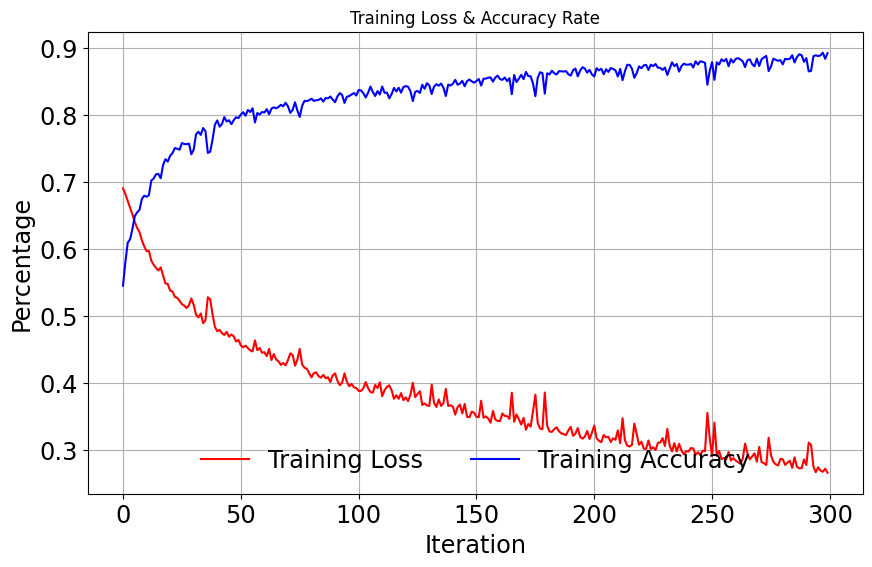 Training Loss & Accuracy Rate
0.9
0.8
0.7
0.6
0.5
0.4
0.3
Percentage
Training Loss Training Accuracy
0 50 100 150 200 250 300
Iteration